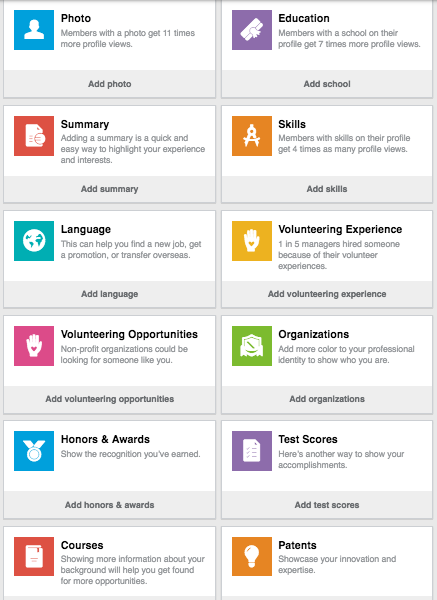 Photo
Members with a photo get 11 times
more profile views.
Add photo
Education
Members with a school on their
profile get 7 times more profile views.
Add school
Summary
Adding a summary is a quick and
easy way to highlight your experience
and interests.
Add summary
Skills
Members with skills on their profile
get 4 times as many profile views.
Add skills
Language
This can help you find a new job, get
a promotion, or transfer overseas.
Add language
Volunteering Experience
1 in 5 managers hired someone
because of their volunteer
experiences.
Add volunteering experience
Volunteering Opportunities
Non-profit organizations could be
looking for someone like you.
Add volunteering opportunities
Organizations
Add more color to your professional
identity to show who you are.
Add organizations
Honors & Awards
Show the recognition you've earned.
Add honors & awards
Test Scores
Here's another way to show your
accomplishments.
Add test scores
Courses
Showing more information about your
background will help you get found
for more opportunities.
Patents
Showcase your innovation and
expertise.